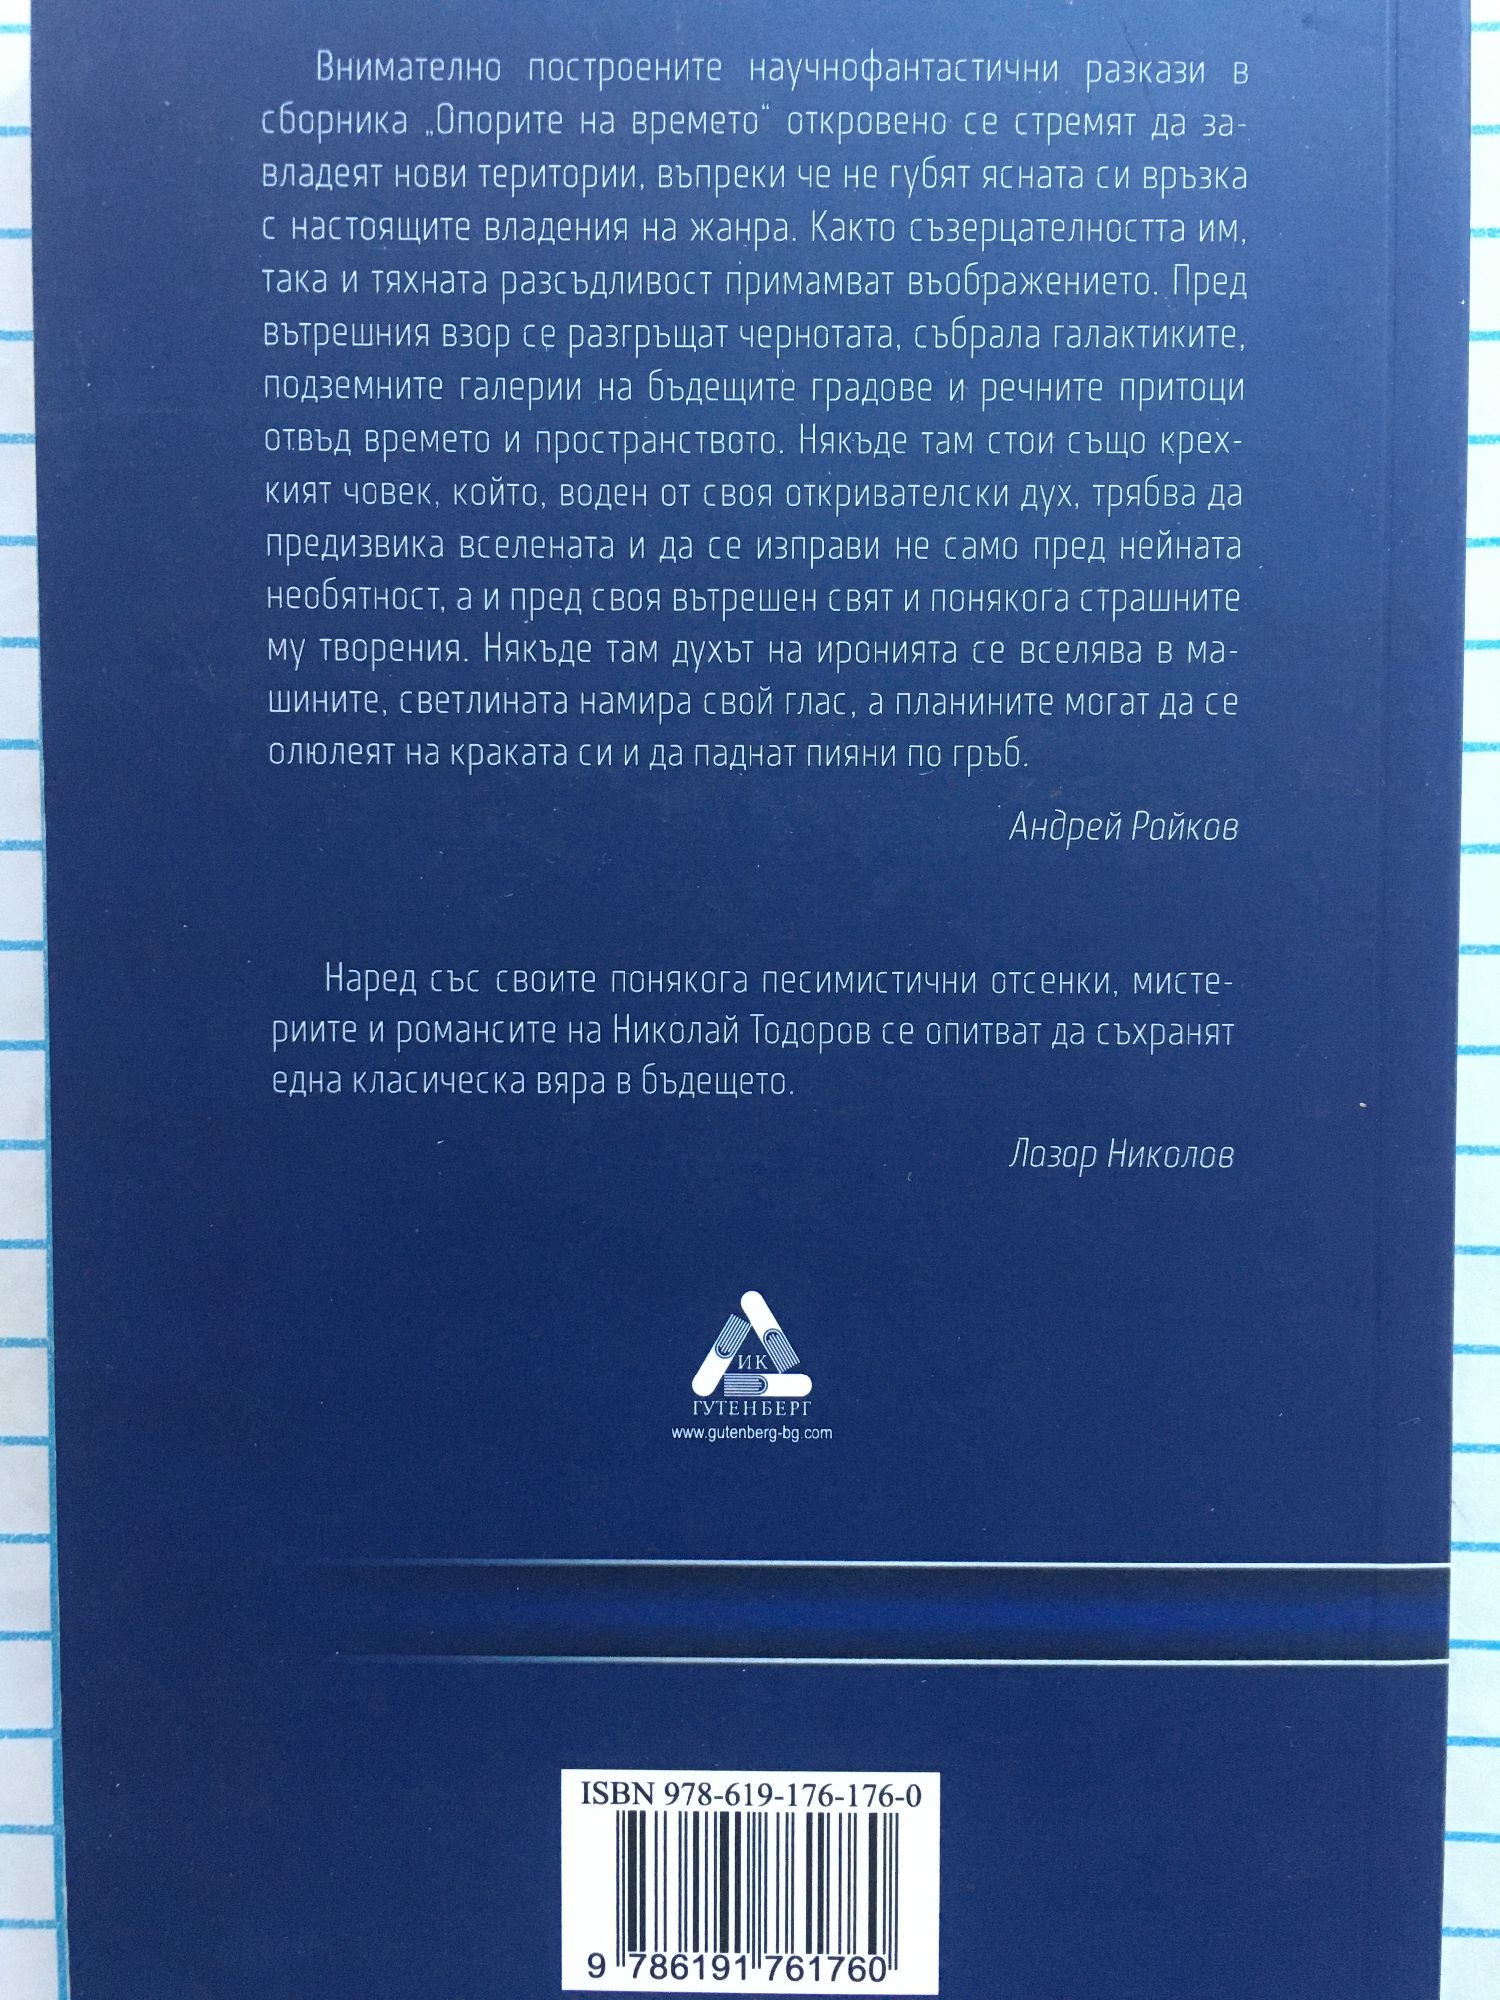 Внимателно построените научнофантастични разкази в
сборника „Опорите на времето“ откровено се стремят да за-
владеят нови територии, въпреки че не губят ясната си връзка
с настоящите владения на жанра. Както съзерцателността им,
така и тяхната разсъдливост примамват въображението. Пред
вътрешния взор се разгръщат чернотата, събрала галактиките,
подземните галерии на бъдещите градове и речните притоци
отвъд времето и пространството. Някъде там стои също крех-
кият човек, който, воден от своя откривателски дух, трябва да
предизвика вселената и да се изправи не само пред нейната
необятност, а и пред своя вътрешен свят и понякога страшните
му творения. Някъде там духът на иронията се вселява в ма-
шините, светлината намира свой глас, а планините могат да се
олюлеят на краката си и да паднат пияни по гръб.
Андрей Райков
Наред със своите понякога песимистични отсенки, мисте-
риите и романсите на Николай Тодоров се опитват да съхранят
една класическа вяра в бъдещето.
Лазар Николов
ИК
ГУТЕНБЕРГ
www.gutenberg-bg.com
ISBN 978-619-176-176-0
9 786191 761760